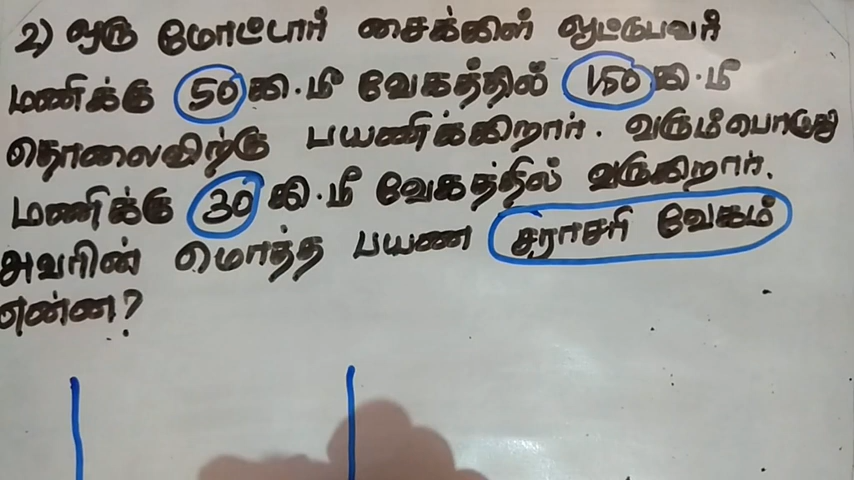 2) ஒரு மோட்டார் சைக்கிள் ஓட்டுபவர்
மணிக்கு 50 கி.மீ வேகத்தில் 150 கி.மீ
தொலைவிற்கு பயணிக்கிறார். வரும்பொழுது
மணிக்கு 30 கி.மீ வேகத்தில் வருகிறார்.
அவரின் மொத்த பயண சராசரி வேகம்
என்ன?